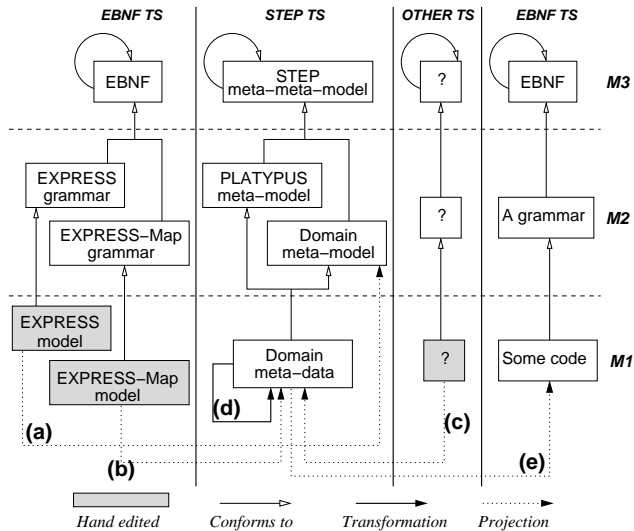 EBNF TS
STEP TS
OTHER TS
EBNF TS
EBNF
STEP
meta-meta-model
?
EBNF
M3
EXPRESS
grammar
PLATYPUS
meta-model
EXPRESS-Map
grammar
Domain
meta-model
?
A grammar
M2
EXPRESS
model
EXPRESS-Map
model
Domain
meta-data
?
Some code
M1
(a)
(b)
(d)
(c)
(e)
Hand edited
Conforms to
Transformation
Projection